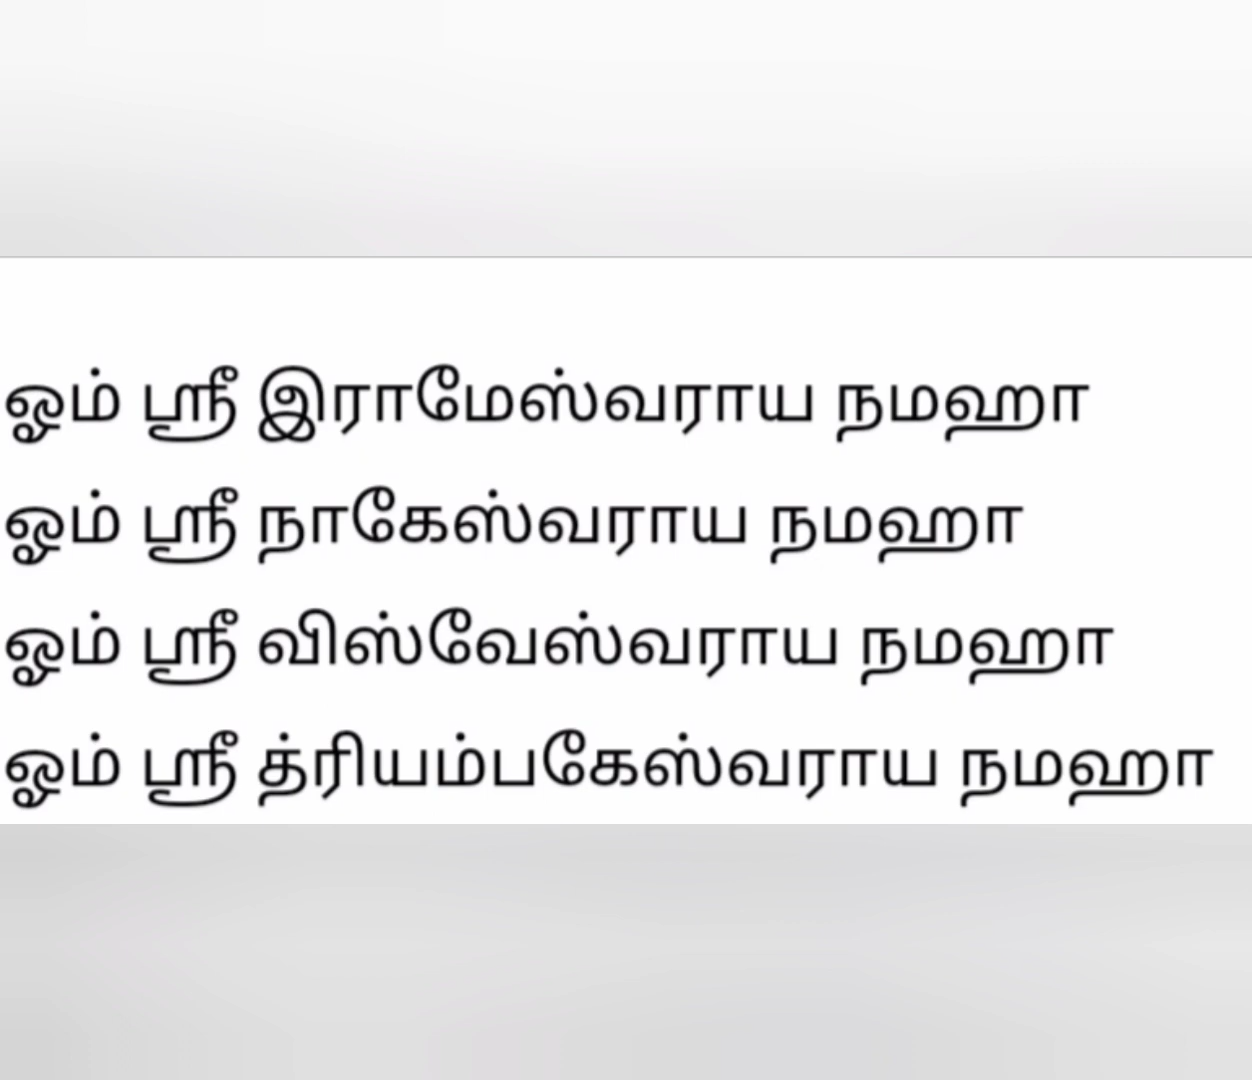 ஓம் ஸ்ரீ இராமேஸ்வராய நமஹா
ஓம் ஸ்ரீ நாகேஸ்வராய நமஹா
ஓம் ஸ்ரீ விஸ்வேஸ்வராய நமஹா
ஓம் ஸ்ரீ த்ரியம்பகேஸ்வராய நமஹா